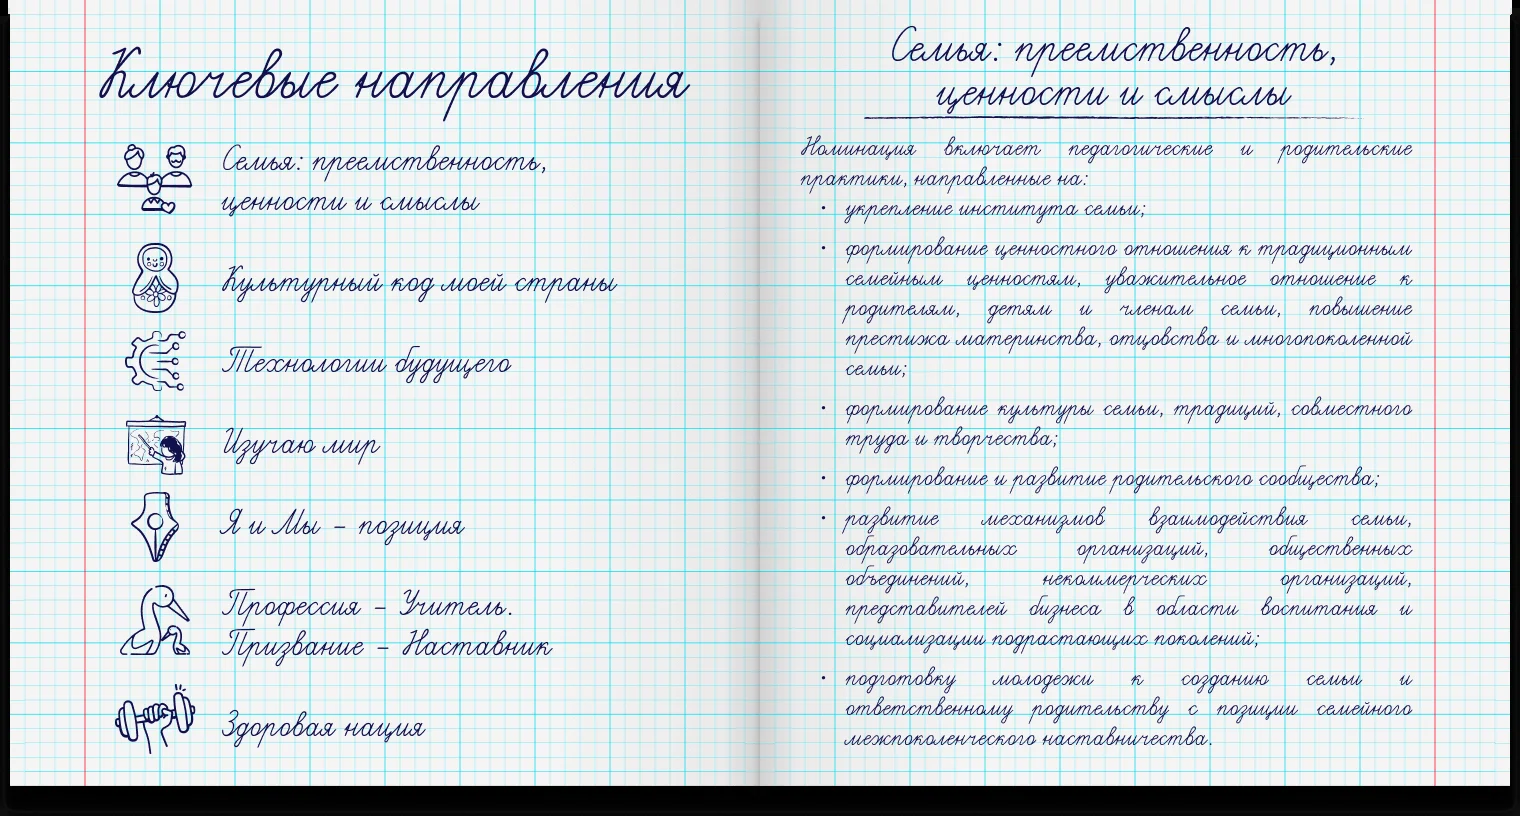 Ключевые направления
Семья: преемственность,
ценности и смыслы
Культурный код моей страны
Технологии будущего
Изучаю мир
Я и Мы – позиция
Профессия – Учитель.
Призвание – Наставник
Здоровая нация
Семья: преемственность,
ценности и смыслы
Номинация включает педагогические и родительские
практики, направленные на:
· укрепление института семьи;
· формирование ценностного отношения к традиционным
семейным ценностям, уважительное отношение к
родителям, детям и членам семьи, повышение
престижа материнства, отцовства и многопоколенной
семьи;
· формирование культуры семьи, традиций, совместного
труда и творчества;
· формирование и развитие родительского сообщества;
· развитие механизмов взаимодействия семьи,
образовательных организаций, общественных
объединений, некоммерческих организаций,
представителей бизнеса в области воспитания и
социализации подрастающих поколений;
· подготовку молодежи к созданию семьи и
ответственному родительству с позиции семейного
межпоколенческого наставничества.